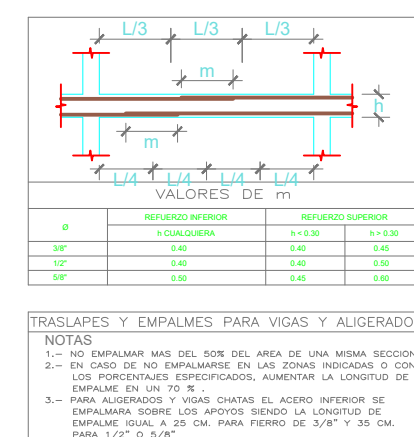 L/3 L/3 L/3
m
h
m
L/4 L/4 L/4 L/4
VALORES DE m
Ø REFUERZO INFERIOR REFUERZO SUPERIOR
h CUALQUIERA h < 0.30 h > 0.30
3/8" 0.40 0.40 0.45
1/2" 0.40 0.40 0.50
5/8" 0.50 0.45 0.60
TRASLAPES Y EMPALMES PARA VIGAS Y ALIGERADO
NOTAS
1.- NO EMPALMAR MAS DEL 50% DEL AREA DE UNA MISMA SECCION
2.- EN CASO DE NO EMPALMARSE EN LAS ZONAS INDICADAS O CON
LOS PORCENTAJES ESPECIFICADOS, AUMENTAR LA LONGITUD DE
EMPALME EN UN 70 % .
3.- PARA ALIGERADOS Y VIGAS CHATAS EL ACERO INFERIOR SE
EMPALMARA SOBRE LOS APOYOS SIENDO LA LONGITUD DE
EMPALME IGUAL A 25 CM. PARA FIERRO DE 3/8" Y 35 CM.
PARA 1/2" O 5/8"